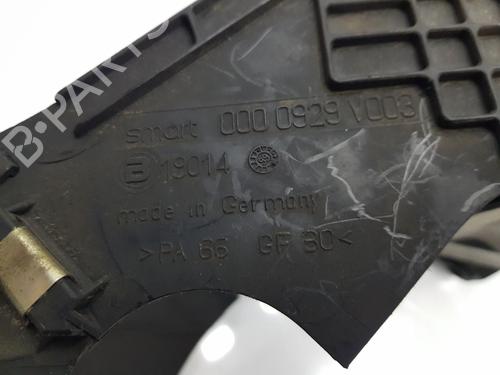 B-PARTS
smart 000 0929 V003
B 19014
made in Germany
>PA 66 GF 30<